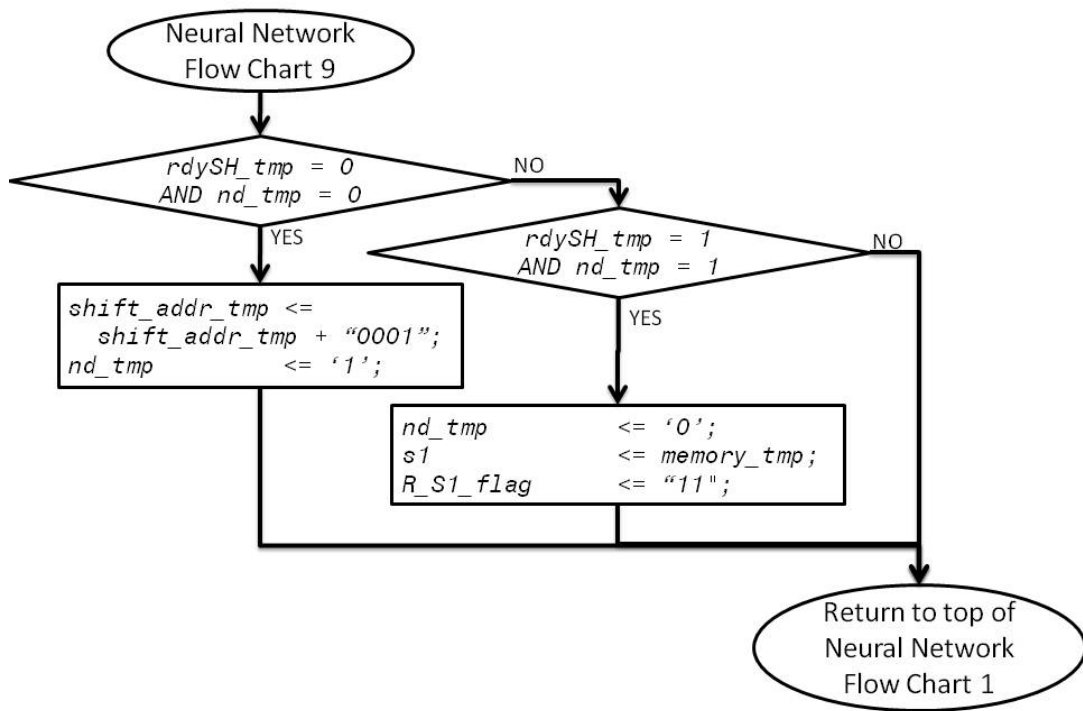 Neural Network
Flow Chart 9
rdySH_tmp = 0
AND nd_tmp = 0
NO
YES
rdySH_tmp = 1
AND nd_tmp = 1
NO
YES
shift_addr_tmp <=
shift_addr_tmp + “0001”;
nd_tmp <= ‘1’;
nd_tmp <= ‘0’;
s1 <= memory_tmp;
R_S1_flag <= “11";
Return to top of
Neural Network
Flow Chart 1